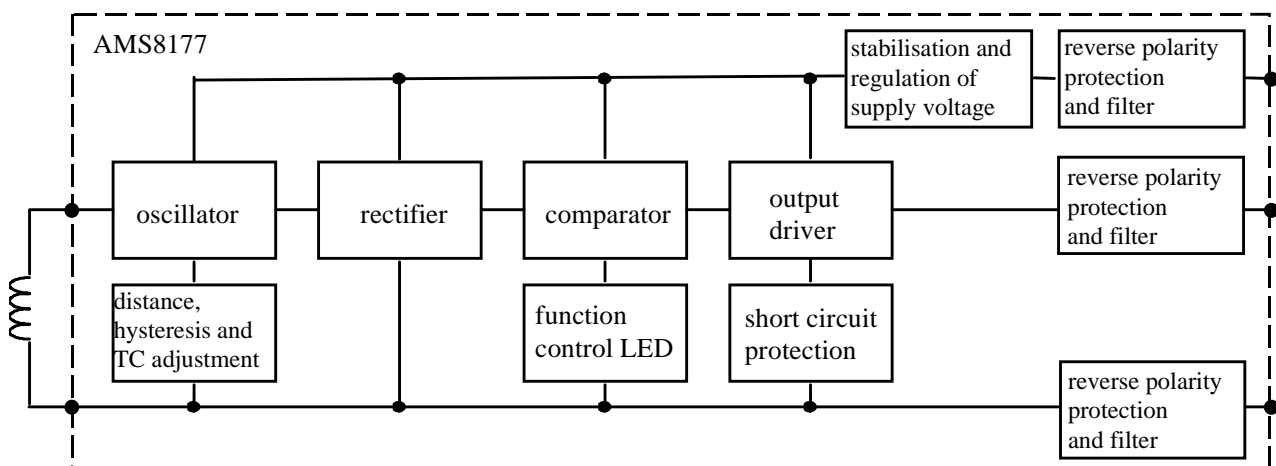 AMS8177
stabilisation and
regulation of
supply voltage
reverse polarity
protection
and filter
oscillator
rectifier
comparator
output
driver
reverse polarity
protection
and filter
distance,
hysteresis and
TC adjustment
function
control LED
short circuit
protection
reverse polarity
protection
and filter